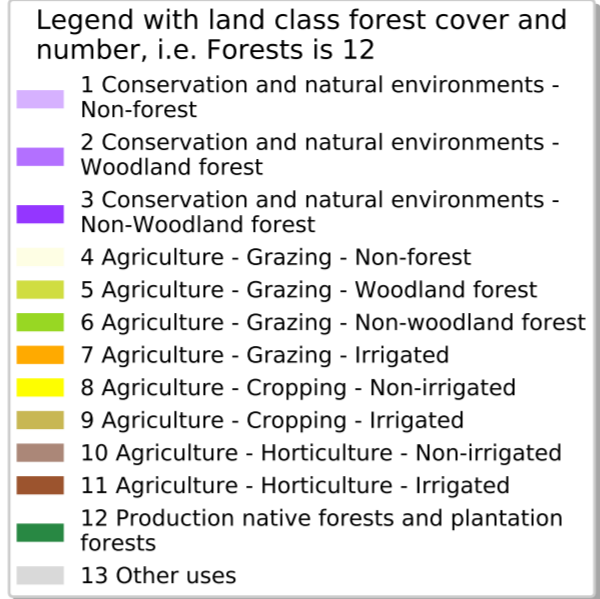 Legend with land class forest cover and
number, i.e. Forests is 12
1 Conservation and natural environments -
Non-forest
2 Conservation and natural environments -
Woodland forest
3 Conservation and natural environments -
Non-Woodland forest
4 Agriculture - Grazing - Non-forest
5 Agriculture - Grazing - Woodland forest
6 Agriculture - Grazing - Non-woodland forest
7 Agriculture - Grazing - Irrigated
8 Agriculture - Cropping - Non-irrigated
9 Agriculture - Cropping - Irrigated
10 Agriculture - Horticulture - Non-irrigated
11 Agriculture - Horticulture - Irrigated
12 Production native forests and plantation
forests
13 Other uses